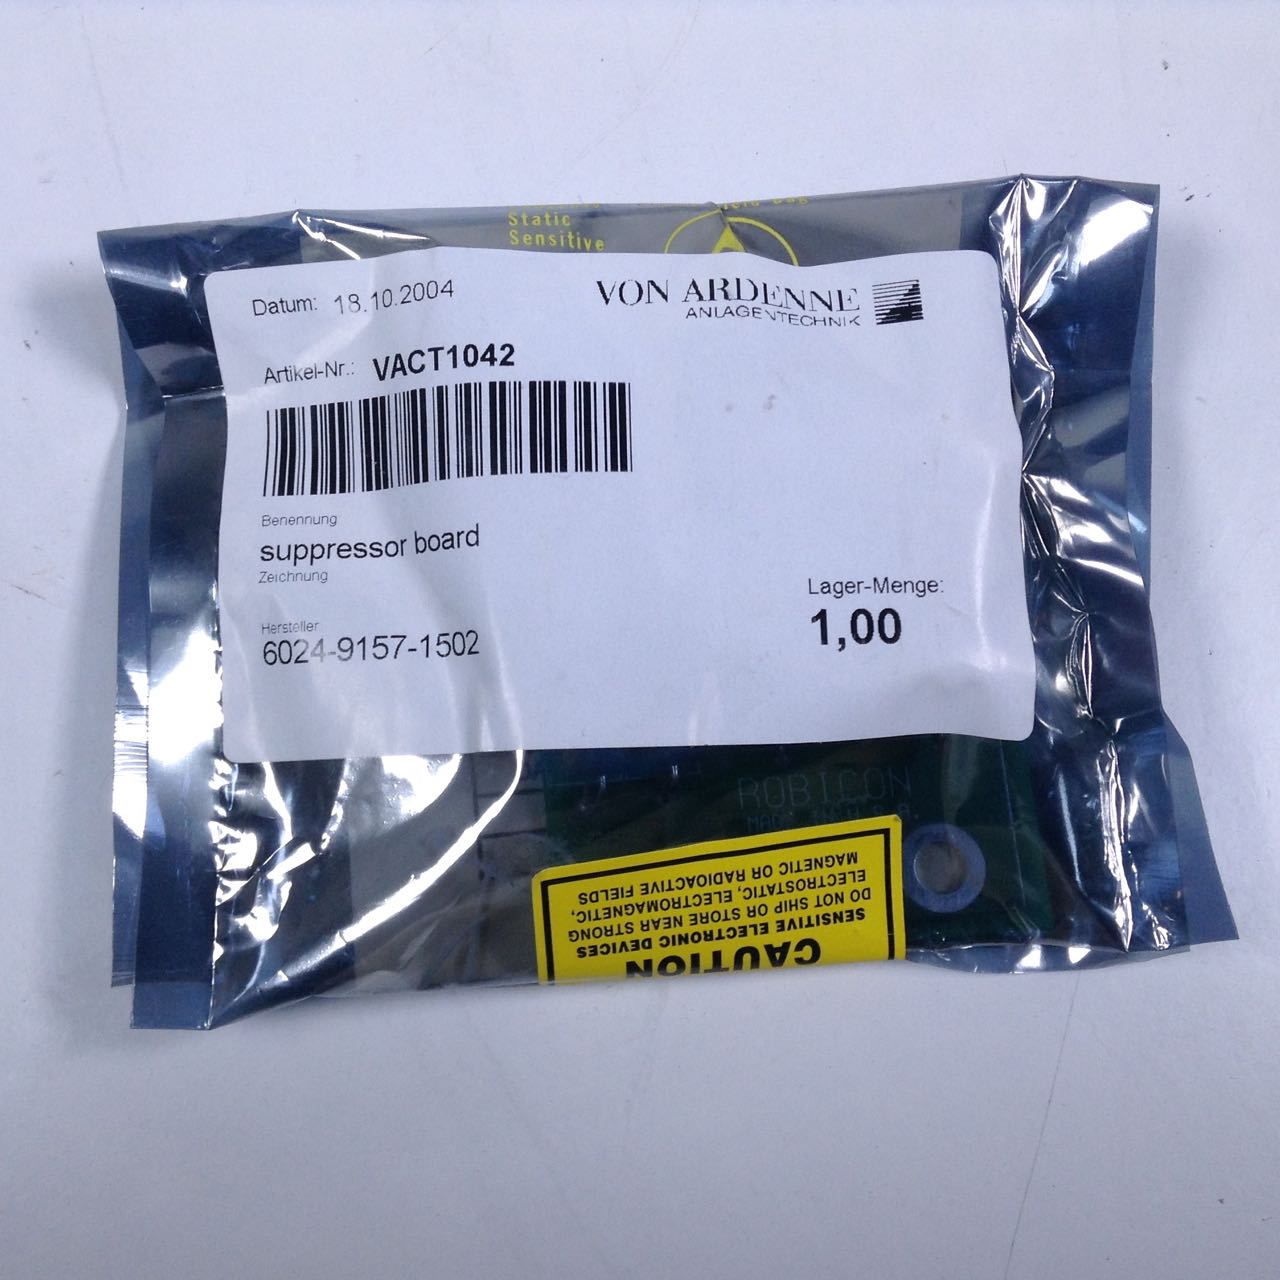 Static
Sensitive
Datum: 18.10.2004
VON ARDENNE
ANLAGENTECHNIK
Artikel-Nr.: VACT1042
Benennung
suppressor board
Zeichnung
Lager-Menge:
1,00
Hersteller
6024-9157-1502
ROBICON
MADE IN U.S.A.
CAUTION
SENSITIVE ELECTRONIC DEVICES
DO NOT SHIP OR STORE NEAR STRONG
ELECTROSTATIC, ELECTROMAGNETIC,
MAGNETIC OR RADIOACTIVE FIELDS